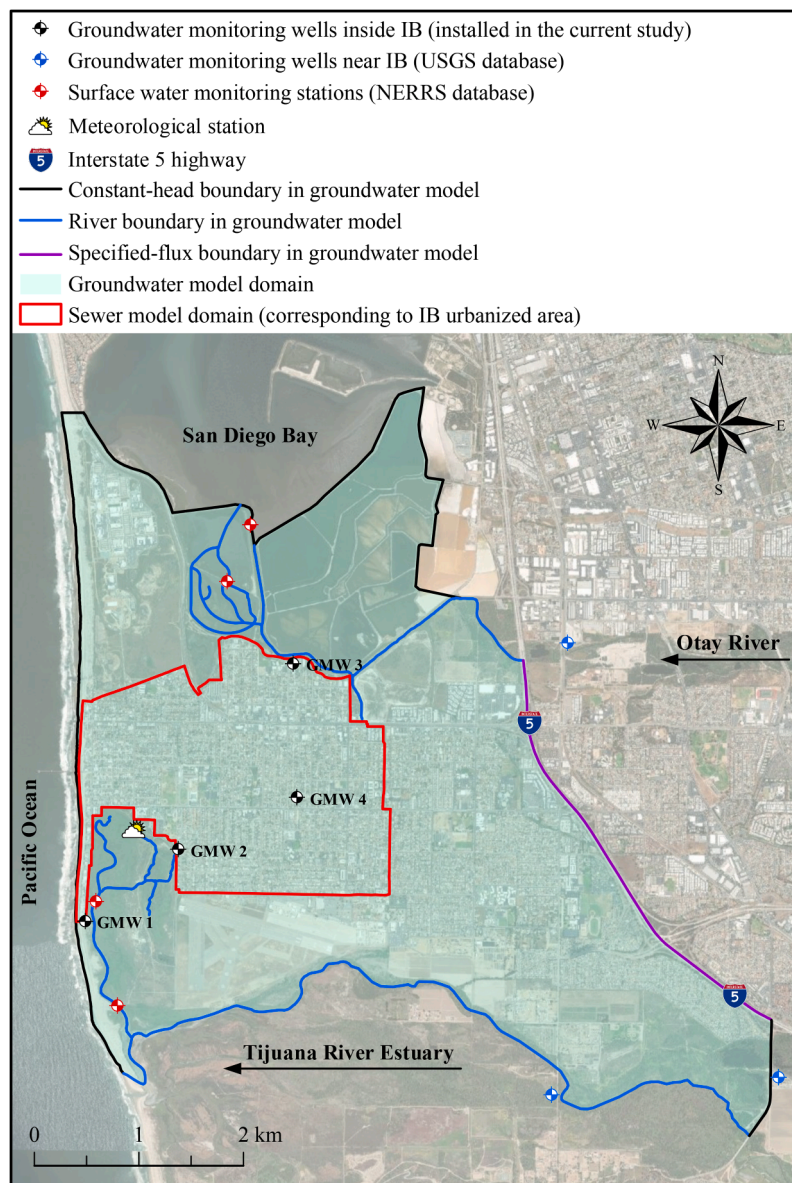 Groundwater monitoring wells inside IB (installed in the current study)
Groundwater monitoring wells near IB (USGS database)
Surface water monitoring stations (NERRS database)
Meteorological station
5 Interstate 5 highway
Constant-head boundary in groundwater model
River boundary in groundwater model
Specified-flux boundary in groundwater model
Groundwater model domain
Sewer model domain (corresponding to IB urbanized area)
N
W E
S
San Diego Bay
Otay River
GMW 3
5
GMW 4
Pacific Ocean
GMW 2
GMW 1
5
Tijuana River Estuary
0 1 2 km